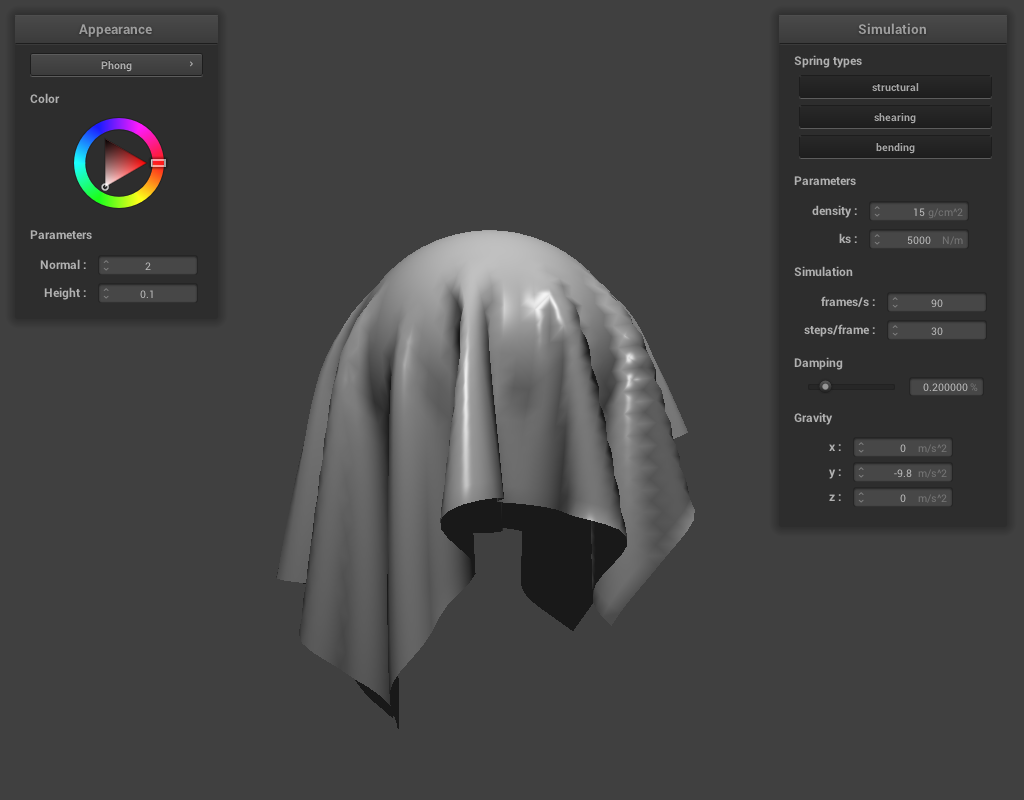 Appearance
Phong ›
Color
Parameters
Normal : 2
Height : 0.1
Simulation
Spring types
structural
shearing
bending
Parameters
density : 15 g/cm^2
ks : 5000 N/m
Simulation
frames/s : 90
steps/frame : 30
Damping
0.200000 %
Gravity
x : 0 m/s^2
y : -9.8 m/s^2
z : 0 m/s^2